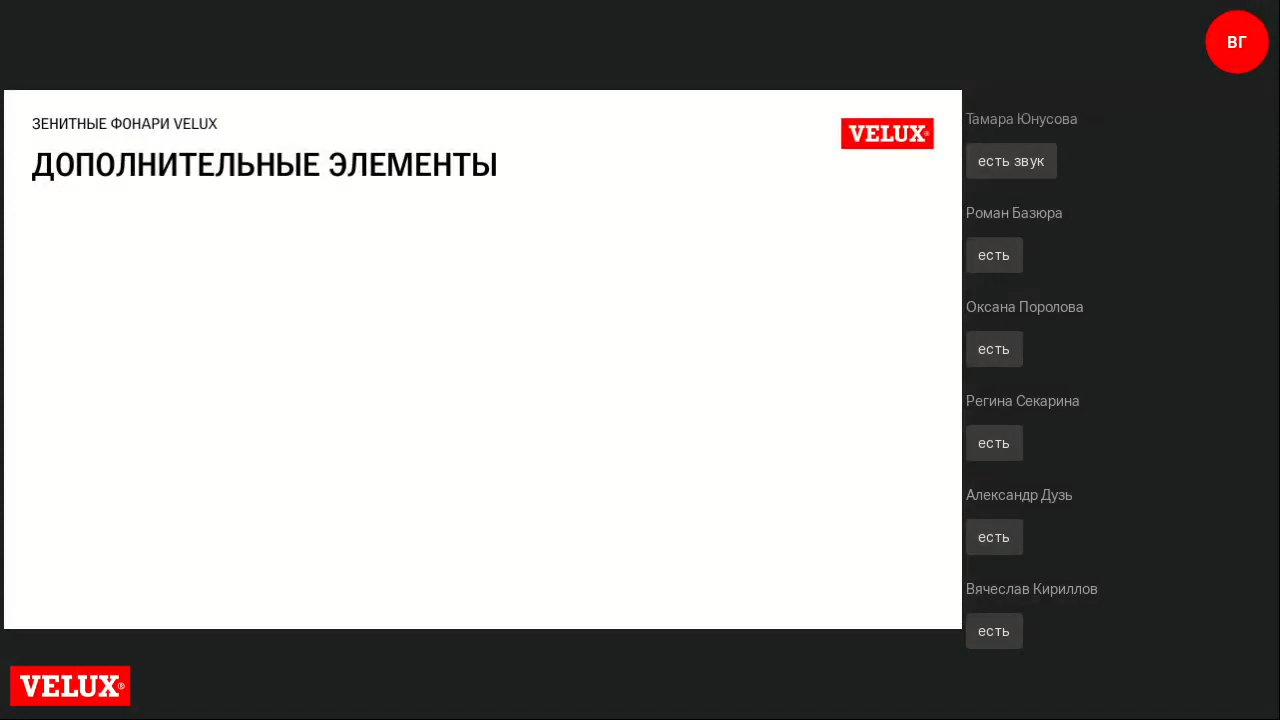 ВГ
ЗЕНИТНЫЕ ФОНАРИ VELUX
ДОПОЛНИТЕЛЬНЫЕ ЭЛЕМЕНТЫ
VELUX®
Тамара Юнусова
есть звук
Роман Базюра
есть
Оксана Поролова
есть
Регина Секарина
есть
Александр Дузь
есть
Вячеслав Кириллов
есть
VELUX®